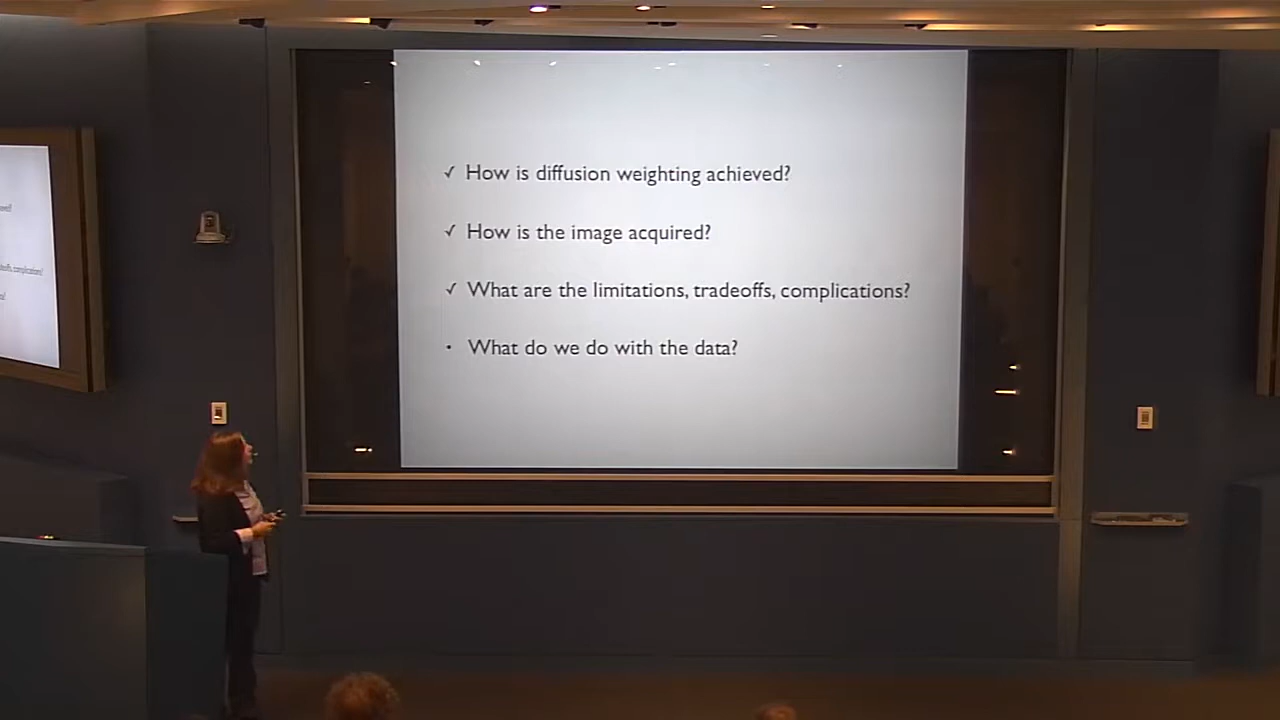 ✓ How is diffusion weighting achieved?
✓ How is the image acquired?
✓ What are the limitations, tradeoffs, complications?
• What do we do with the data?